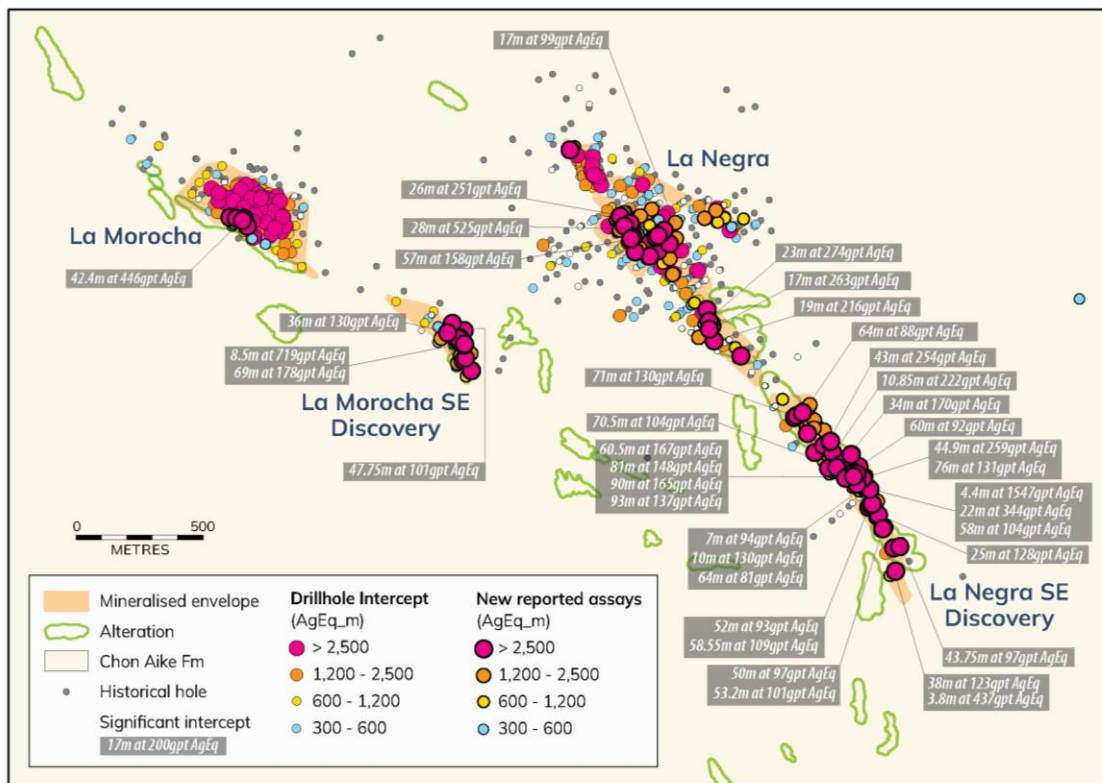 17m at 99gpt AgEq
La Negra
26m at 251gpt AgEq
28m at 525gpt AgEq
57m at 158gpt AgEq
La Morocha
42.4m at 446gpt AgEq
23m at 274gpt AgEq
17m at 263gpt AgEq
19m at 216gpt AgEq
36m at 130gpt AgEq
8.5m at 719gpt AgEq
69m at 178gpt AgEq
La Morocha SE
Discovery
47.75m at 101gpt AgEq
64m at 88gpt AgEq
43m at 254gpt AgEq
10.85m at 222gpt AgEq
34m at 170gpt AgEq
60m at 92gpt AgEq
44.9m at 259gpt AgEq
76m at 131gpt AgEq
4.4m at 1547gpt AgEq
22m at 344gpt AgEq
58m at 104gpt AgEq
25m at 128gpt AgEq
71m at 130gpt AgEq
70.5m at 104gpt AgEq
60.5m at 167gpt AgEq
81m at 148gpt AgEq
90m at 165gpt AgEq
93m at 137gpt AgEq
7m at 94gpt AgEq
10m at 130gpt AgEq
64m at 81gpt AgEq
La Negra SE
Discovery
52m at 93gpt AgEq
58.55m at 109gpt AgEq
50m at 97gpt AgEq
53.2m at 101gpt AgEq
43.75m at 97gpt AgEq
38m at 123gpt AgEq
3.8m at 437gpt AgEq
0 500
METRES
Mineralised envelope
Alteration
Chon Aike Fm
Historical hole
Significant intercept
17m at 200gpt AgEq
Drillhole Intercept
(AgEq_m)
> 2,500
1,200 - 2,500
600 - 1,200
300 - 600
New reported assays
(AgEq_m)
> 2,500
1,200 - 2,500
600 - 1,200
300 - 600